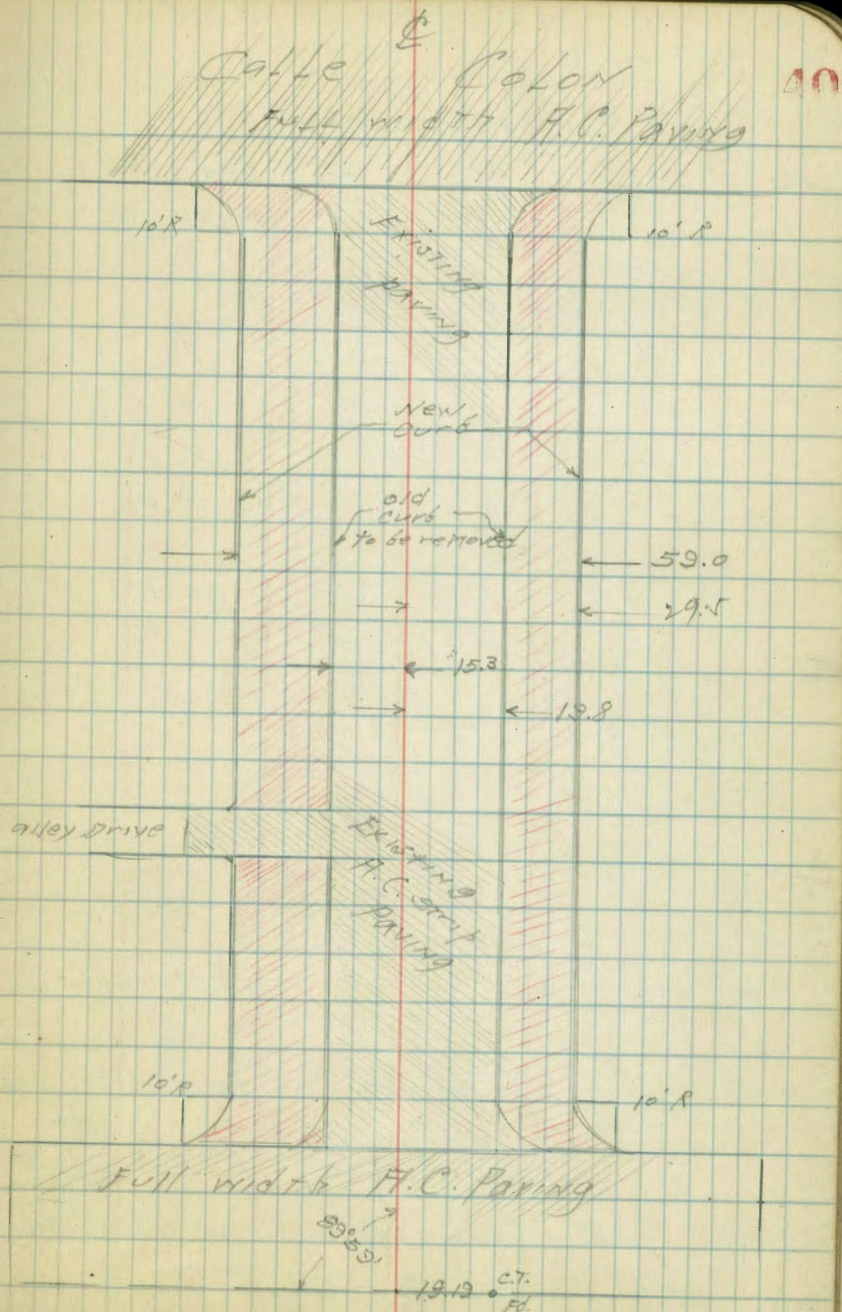 ℄
40
Calle Colon
Full width A.C. Paving
10' R
10' R
Existing
paving
New
curb
old
curb
to be removed
59.0
29.5
15.3
19.8
alley Drive
Existing
A.C. strip
Paving
10' R
10' R
Full width A.C. Paving
89°59'
19.19
C.T.
Fd.